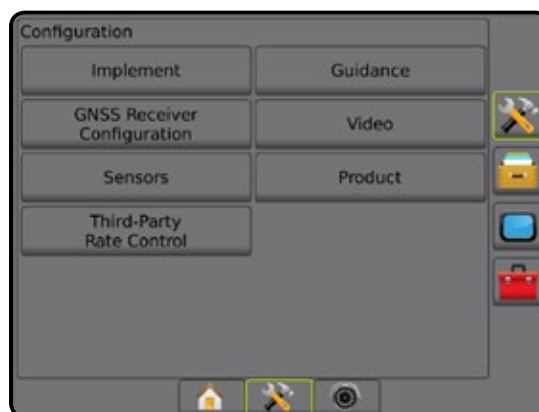 Configuration
Implement
Guidance
GNSS Receiver
Configuration
Video
Sensors
Product
Third-Party
Rate Control